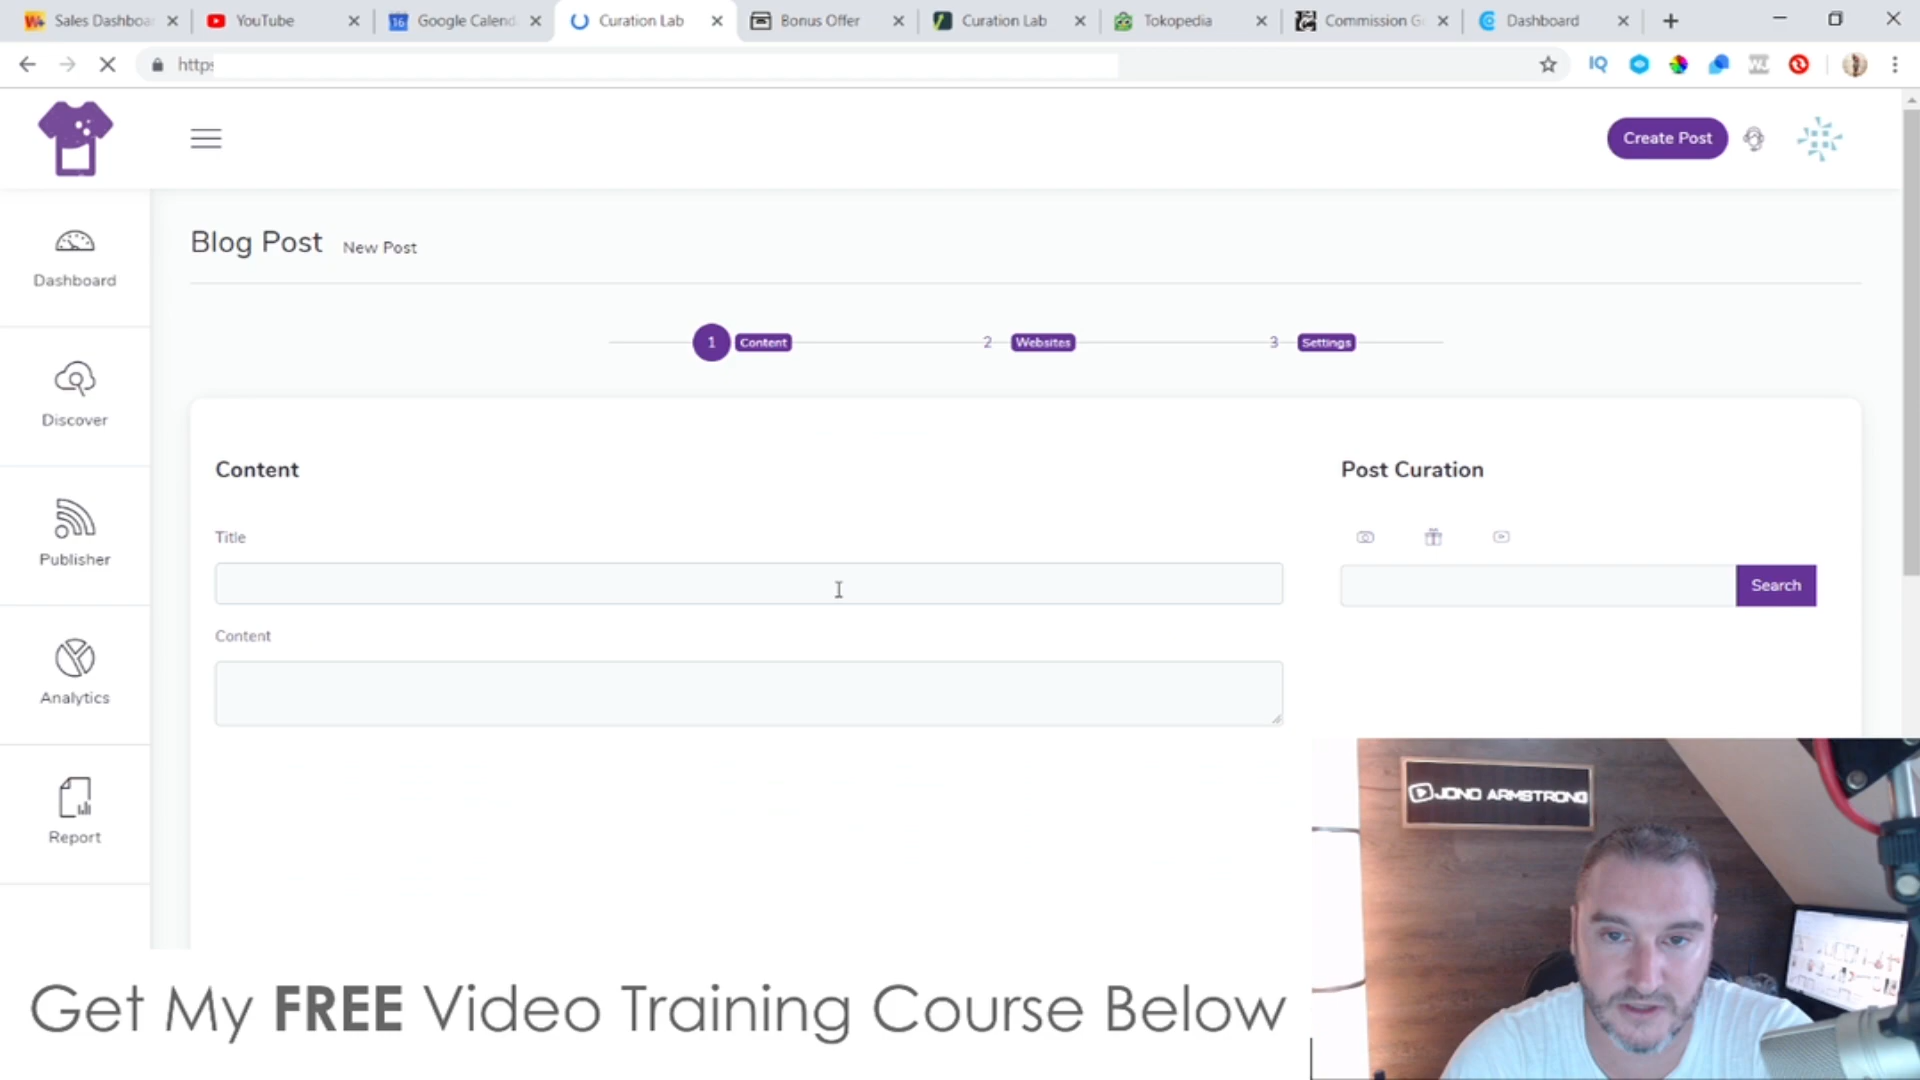 Sales Dashboa
YouTube
Google Calend
Curation Lab
Bonus Offer
Curation Lab
Tokopedia
Commission G
Dashboard
https
IQ
Create Post
Blog Post New Post
1 Content 2 Websites 3 Settings
Dashboard
Discover
Publisher
Analytics
Report
Content
Title
Content
Post Curation
Search
JONO ARMSTRONG
Get My FREE Video Training Course Below